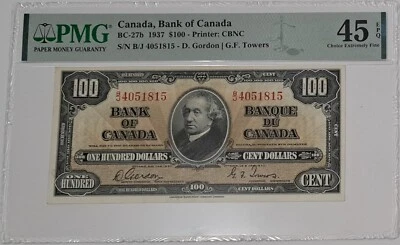 PMG
PAPER MONEY GUARANTY
Canada, Bank of Canada
BC-27b 1937 $100 - Printer: CBNC
S/N B/J 4051815 - D. Gordon | G.F. Towers
45 EPQ
Choice Extremely Fine
100
B/J 4051815
B/J 4051815
100
BANK OF CANADA
BANQUE DU CANADA
ONE HUNDRED DOLLARS
CENT DOLLARS
ONE HUNDRED
D Gordon
100
G. F. Towers
CENT